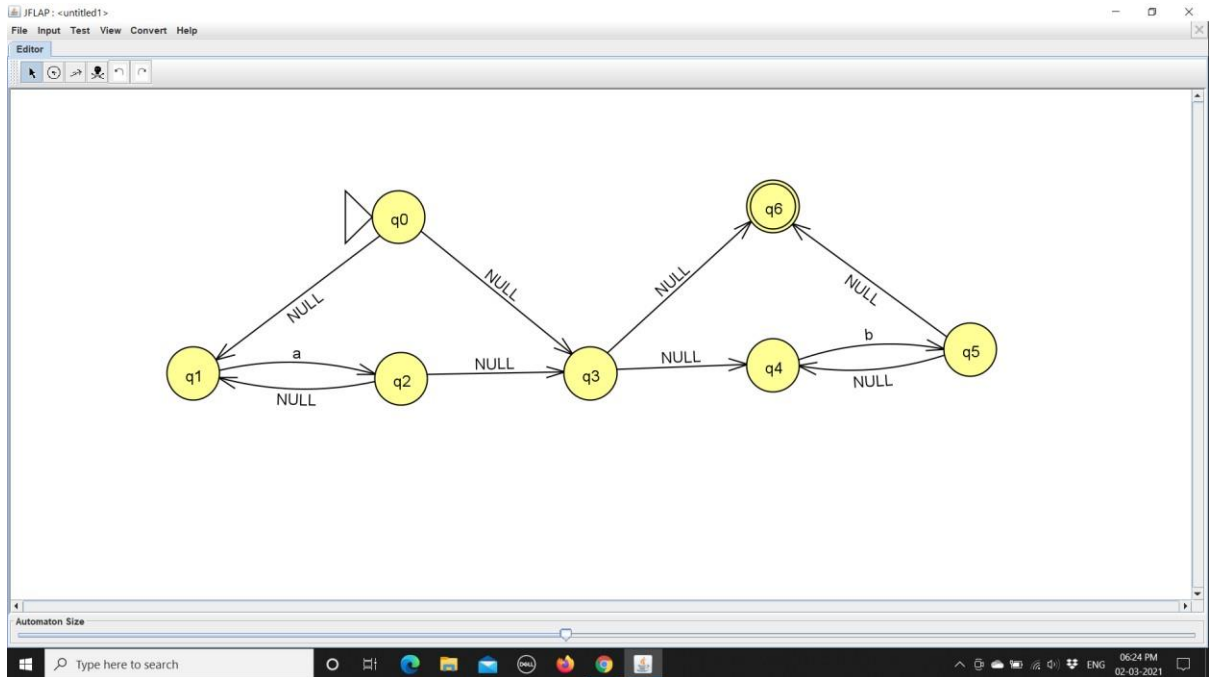 JFLAP : <untitled1>
File Input Test View Convert Help
Editor
q0
q6
NULL
NULL
NULL
NULL
a
b
q1
q2
NULL
q3
NULL
q4
q5
NULL
NULL
Automaton Size
Type here to search
DELL
ENG
06:24 PM
02-03-2021